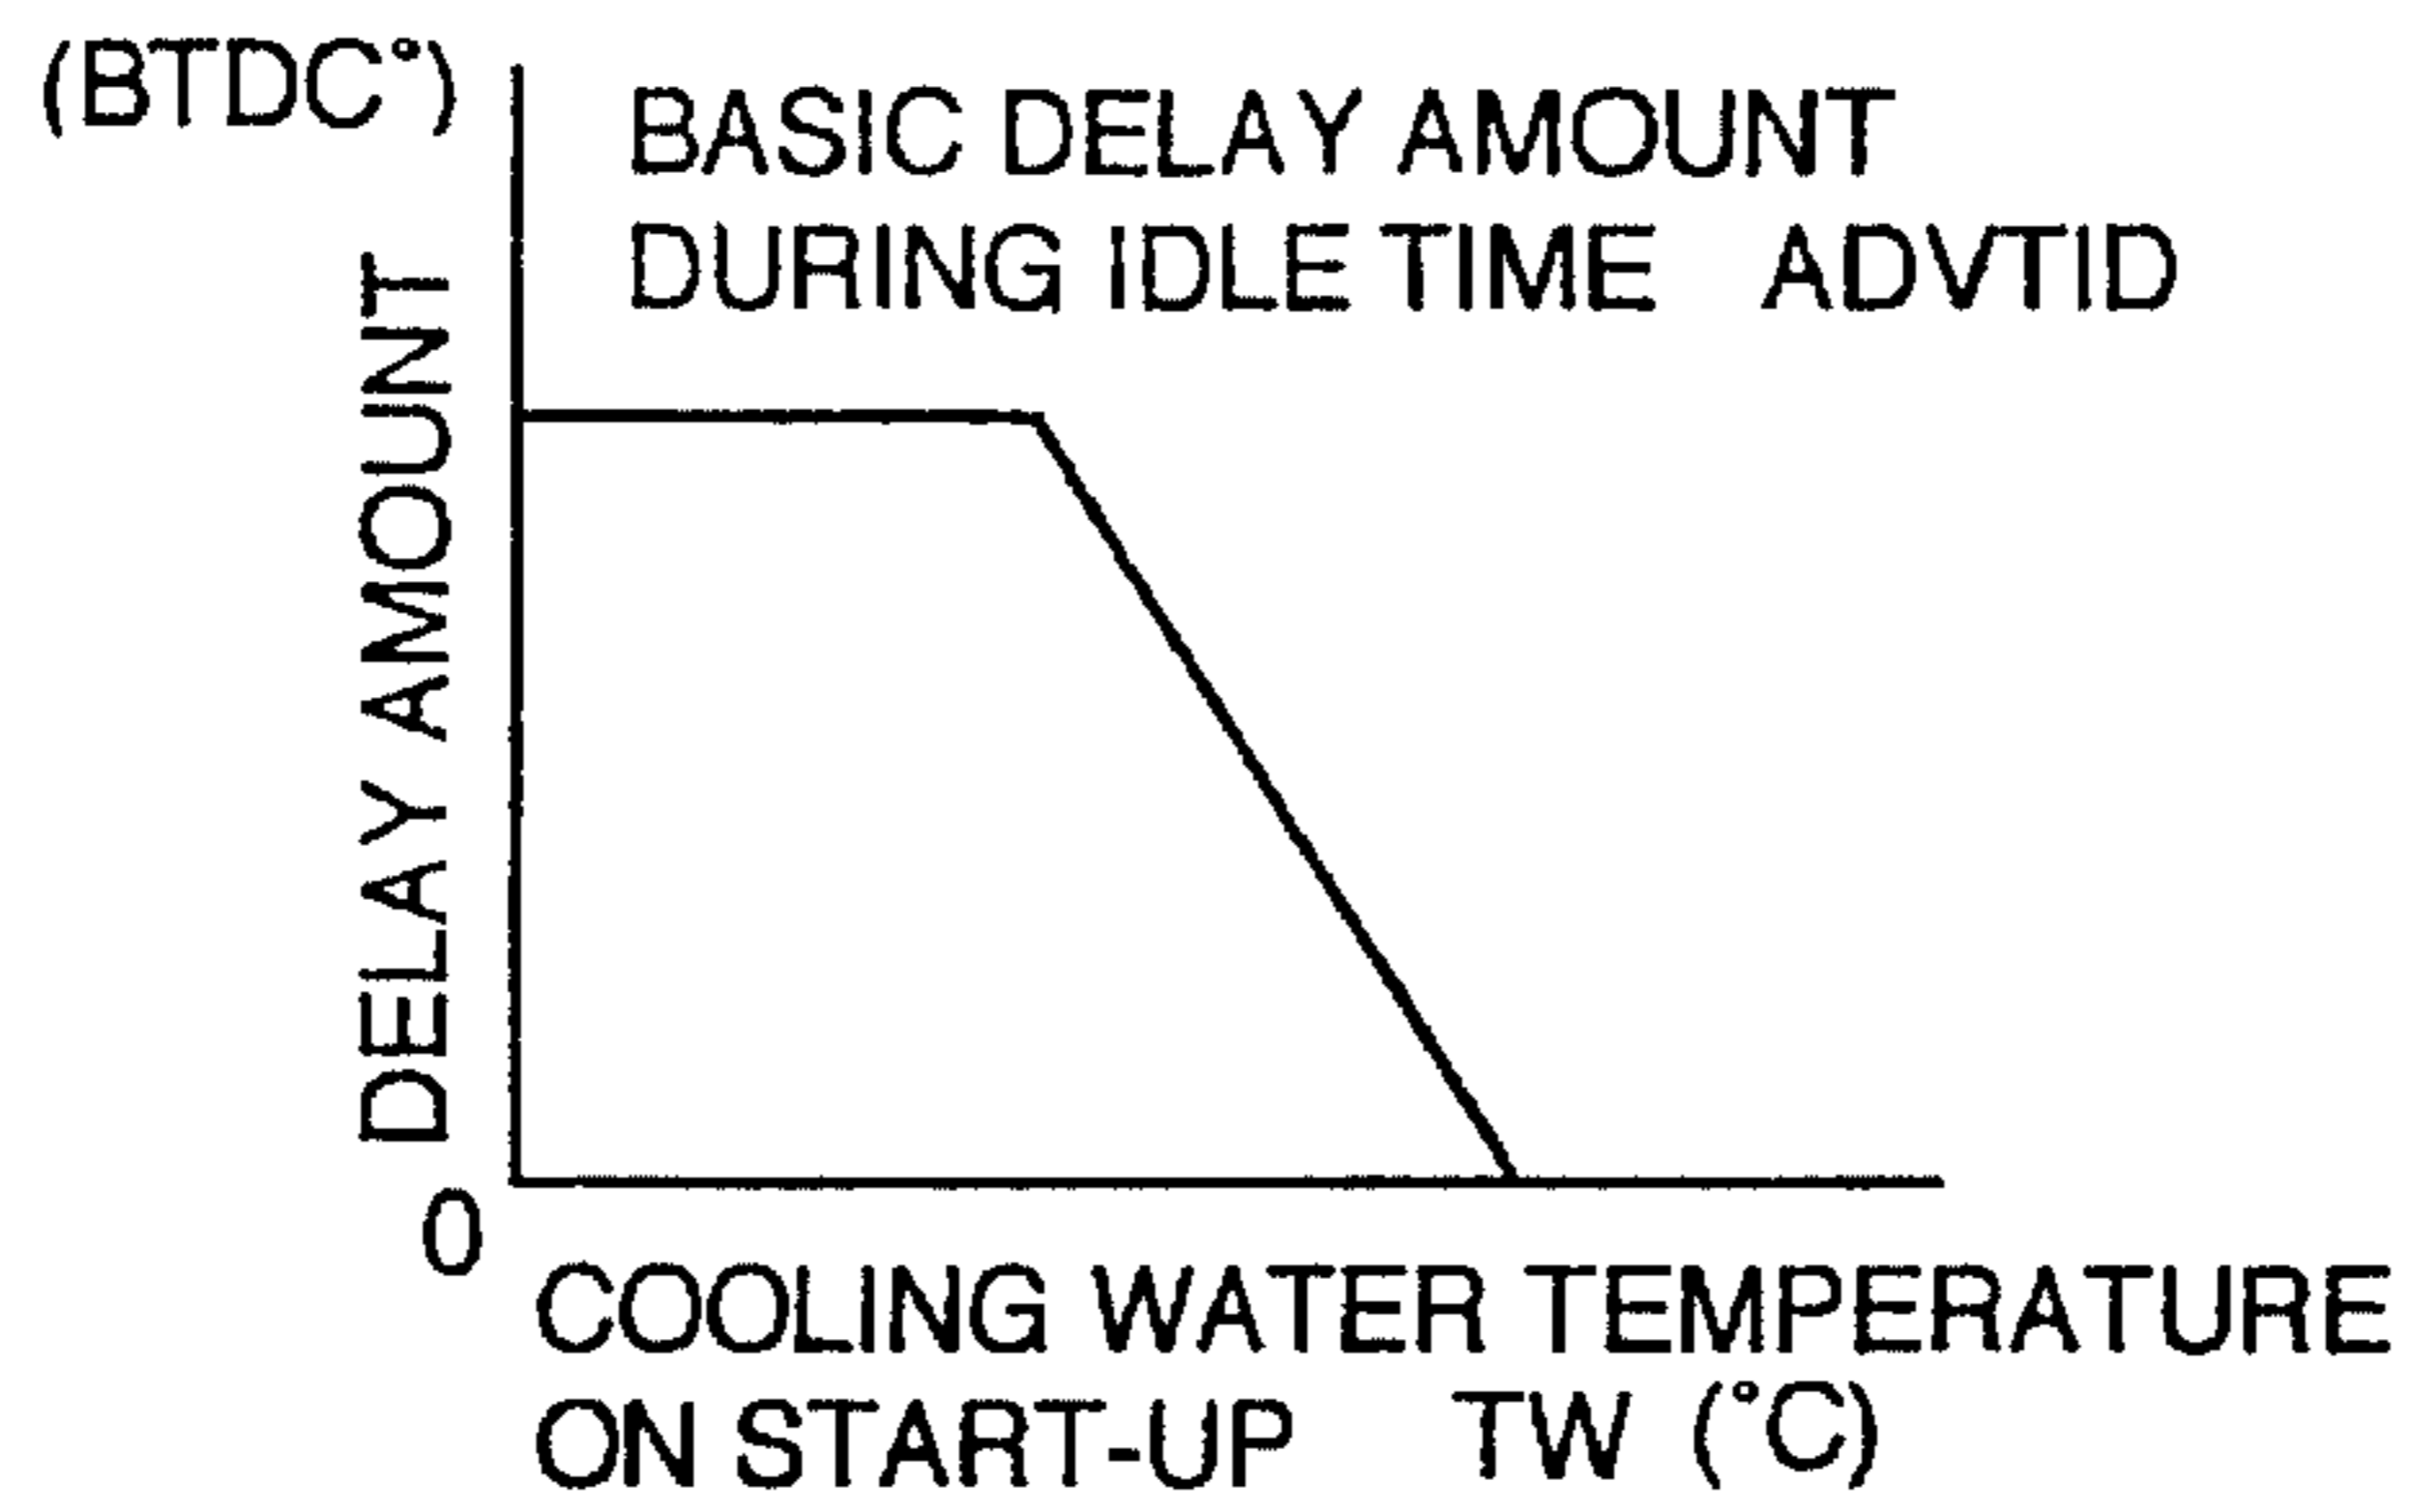 (BTDC°)
BASIC DELAY AMOUNT
DURING IDLE TIME ADVTID
DELAY AMOUNT
0
COOLING WATER TEMPERATURE
ON START-UP TW (°C)